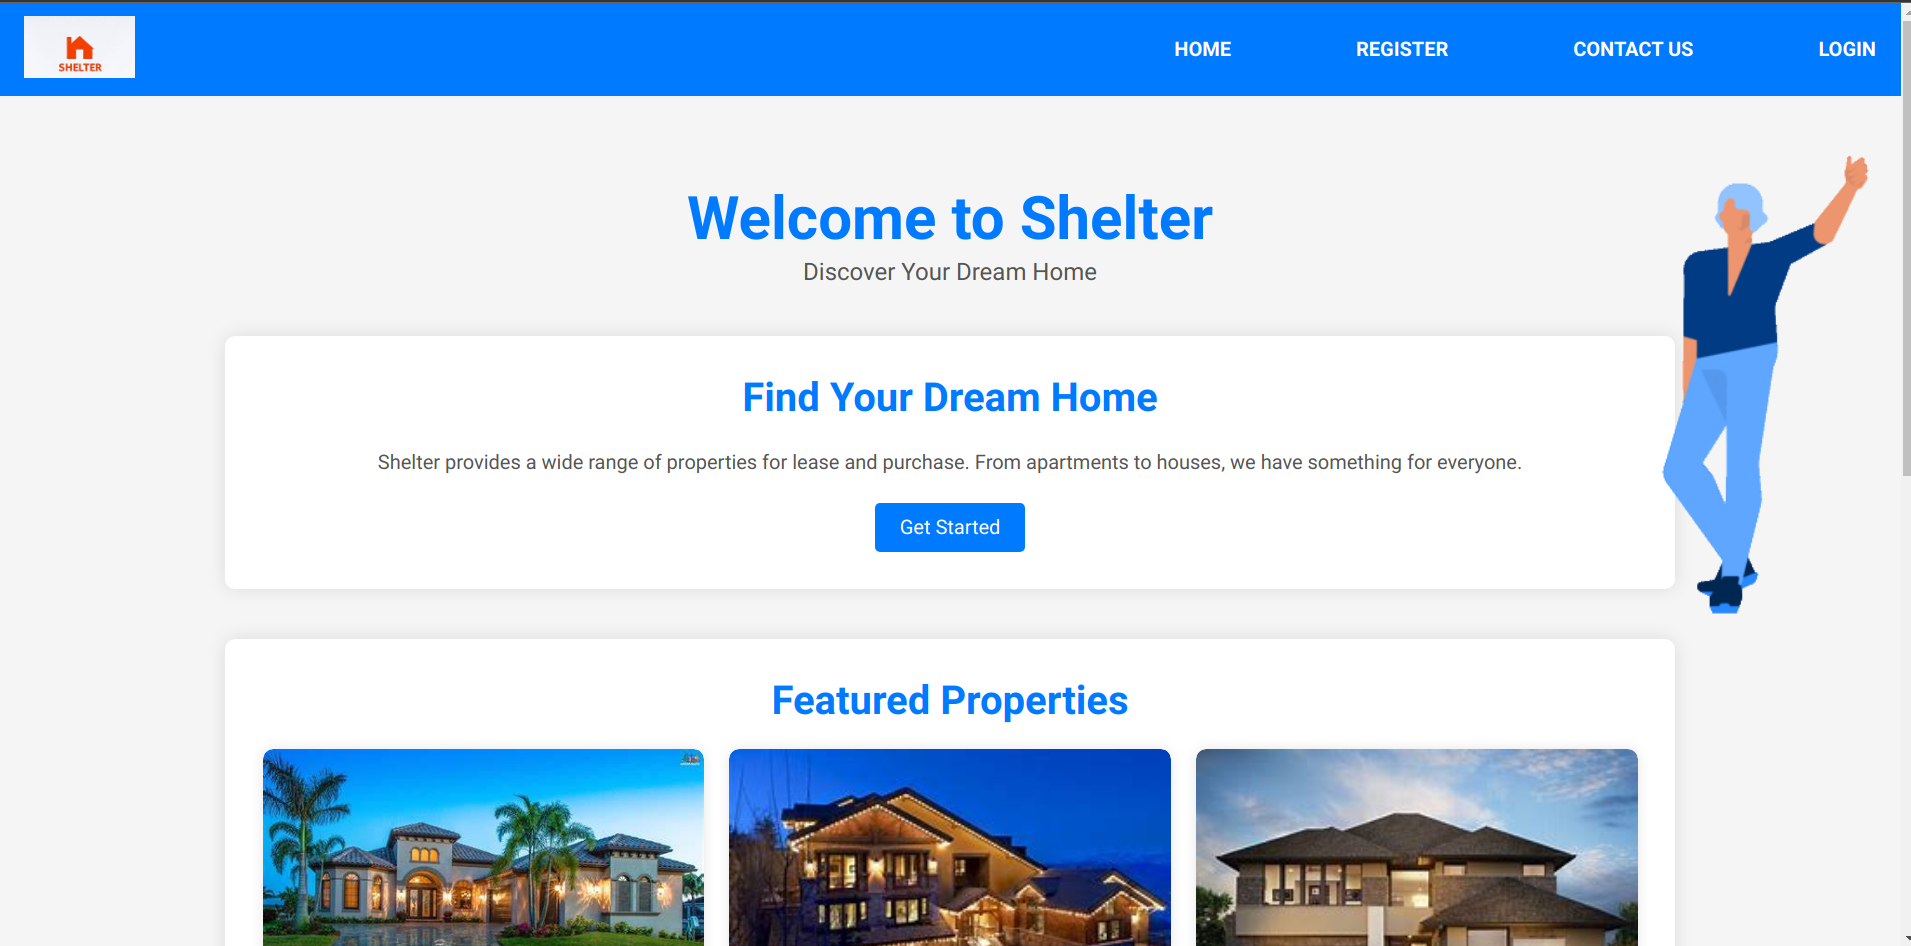 SHELTER
HOME REGISTER CONTACT US LOGIN
Welcome to Shelter
Discover Your Dream Home
Find Your Dream Home
Shelter provides a wide range of properties for lease and purchase. From apartments to houses, we have something for everyone.
Get Started
Featured Properties